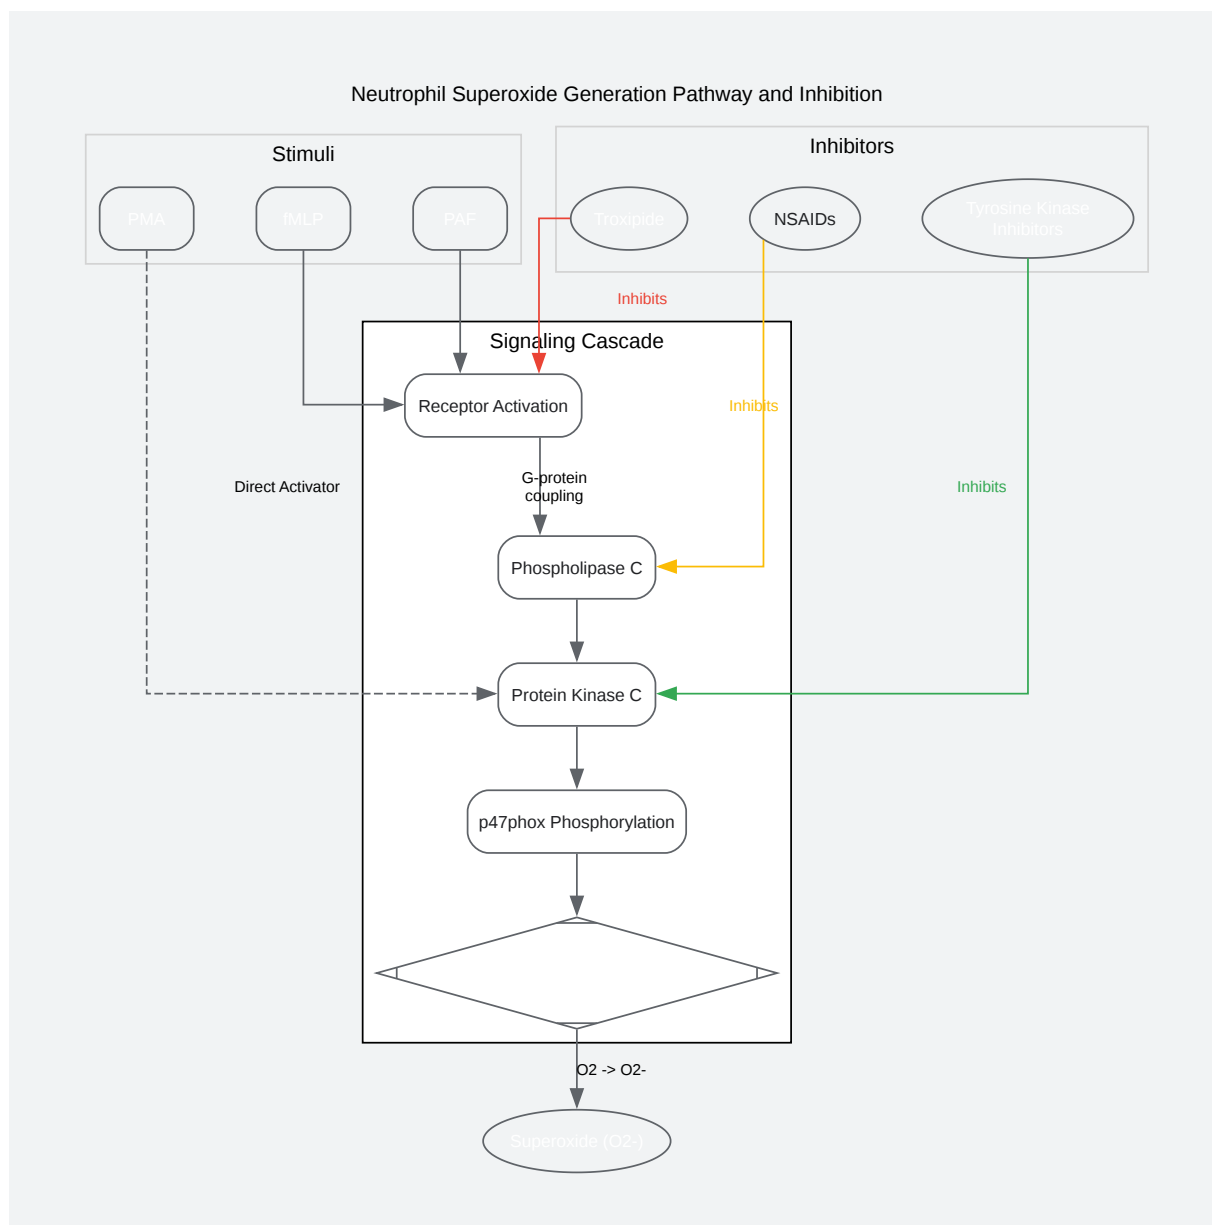 Neutrophil Superoxide Generation Pathway and Inhibition
Stimuli
Inhibitors
PMA
fMLP
PAF
Troxipide
NSAIDs
Tyrosine Kinase
Inhibitors
Inhibits
Signaling Cascade
Receptor Activation
Inhibits
G-protein
coupling
Direct Activator
Inhibits
Phospholipase C
Protein Kinase C
p47phox Phosphorylation
O2 -> O2-
Superoxide (O2-)